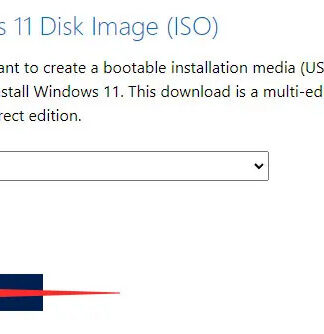 s 11 Disk Image (ISO)
ant to create a bootable installation media (US
stall Windows 11. This download is a multi-ed
rect edition.